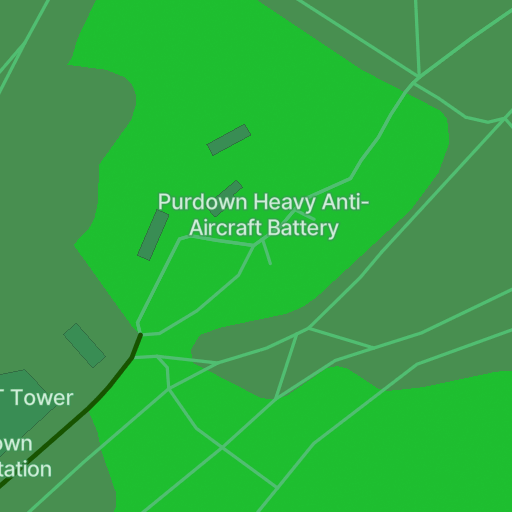 Purdown Heavy Anti-
Aircraft Battery
T Tower
own
tation